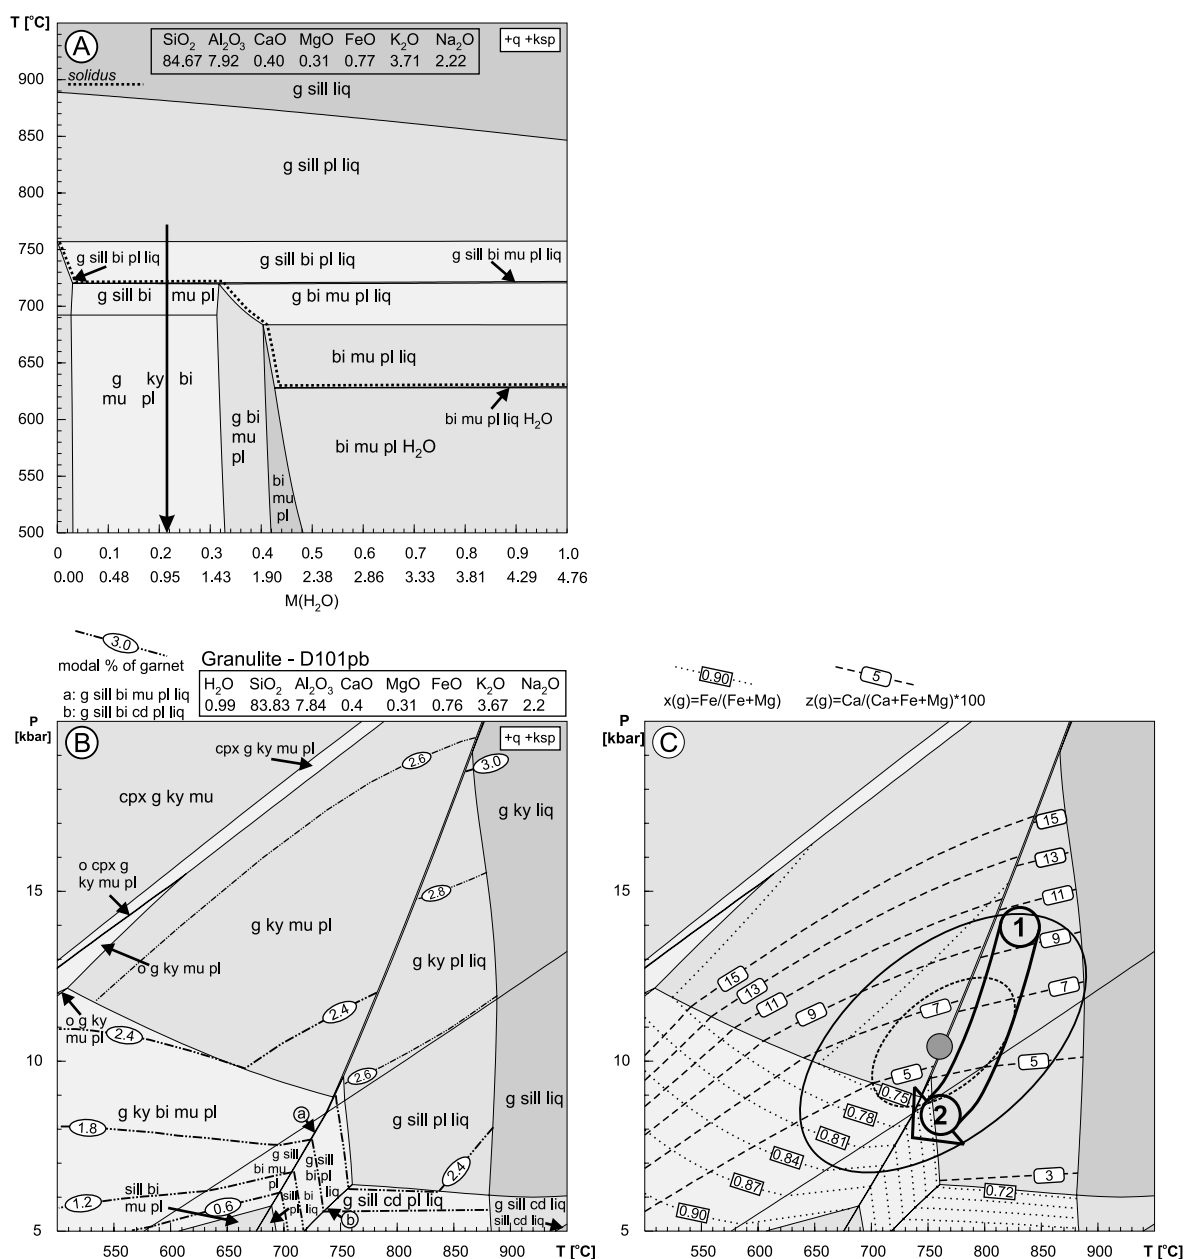 T [°C]
A
SiO2 Al2O3 CaO MgO FeO K2O Na2O
84.67 7.92 0.40 0.31 0.77 3.71 2.22
+q +ksp
solidus
900
850
800
750
700
650
600
550
500
g sill liq
g sill pl liq
g sill bi pl liq
g sill bi pl liq
g sill bi mu pl liq
g sill bi mu pl
g bi mu pl liq
g ky bi
mu pl
bi mu pl liq
g bi
mu
pl
bi mu pl liq H2O
bi mu pl H2O
bi
mu
pl
0 0.1 0.2 0.3 0.4 0.5 0.6 0.7 0.8 0.9 1.0
0.00 0.48 0.95 1.43 1.90 2.38 2.86 3.33 3.81 4.29 4.76
M(H2O)
3.0
modal % of garnet
a: g sill bi mu pl liq
b: g sill bi cd pl liq
Granulite - D101pb
H2O SiO2 Al2O3 CaO MgO FeO K2O Na2O
0.99 83.83 7.84 0.4 0.31 0.76 3.67 2.2
P
[kbar]
B
+q +ksp
cpx g ky mu pl
2.6
3.0
cpx g ky mu
g ky liq
o cpx g
ky mu pl
15
2.8
g ky mu pl
o g ky mu pl
g ky pl liq
o g ky
mu pl
2.4
2.4
10
2.6
g ky bi mu pl
a
g sill pl liq
g sill liq
1.8
g sill
bi mu
pl
g sill
bi pl
liq
2.4
sill bi
mu pl
1.2
0.6
sill bi
pl liq
g sill cd pl liq
b
g sill cd liq
sill cd liq
5
550 600 650 700 750 800 850 900 T [°C]
0.90
x(g)=Fe/(Fe+Mg)
5
z(g)=Ca/(Ca+Fe+Mg)*100
P
[kbar]
C
15
13
15
11
1
9
15
13
11
9
7
7
10
5
5
0.75
2
0.78
0.81
0.84
0.87
3
0.72
0.90
5
550 600 650 700 750 800 850 900 T [°C]